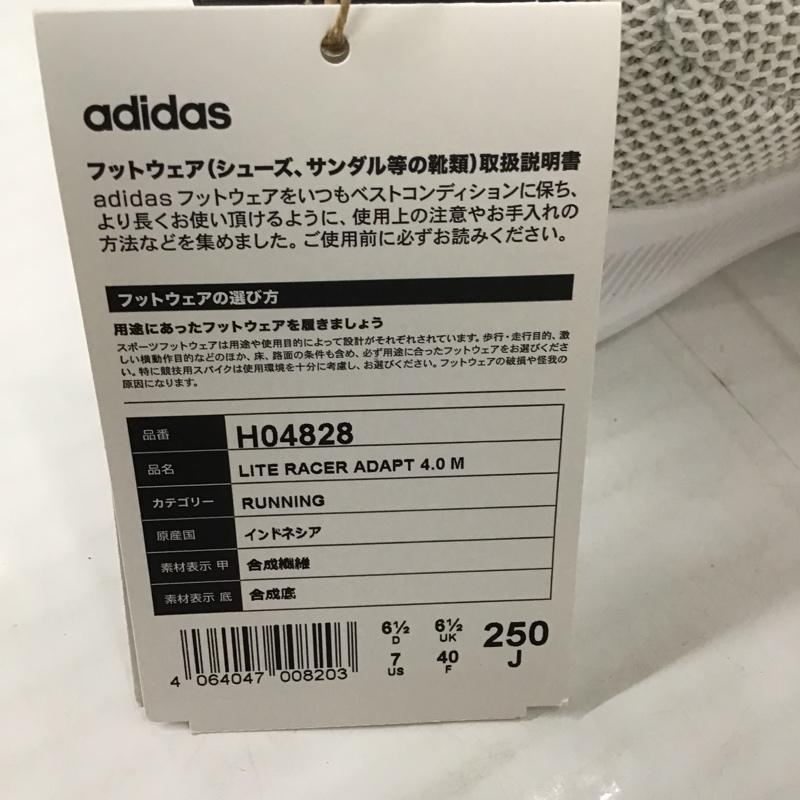 adidas
フットウェア(シューズ、サンダル等の靴類)取扱説明書
adidas フットウェアをいつもベストコンディションに保ち、
より長くお使い頂けるように、使用上の注意やお手入れの
方法などを集めました。ご使用前に必ずお読みください。
フットウェアの選び方
用途にあったフットウェアを履きましょう
スポーツフットウェアは用途や使用目的によって設計がそれぞれされています。歩行・走行目的、激
しい横動作目的などのほか、床、路面の条件も含め、必ず用途に合ったフットウェアをお選びくださ
い。特に競技用スパイクは使用環境を十分に考慮し、お選びください。フットウェアの破損や怪我の
原因になります。
品番 H04828
品名 LITE RACER ADAPT 4.0 M
カテゴリー RUNNING
原産国 インドネシア
素材表示 甲 合成繊維
素材表示 底 合成底
6½ 6½ 250
D UK J
7 40
US F
4 064047 008203